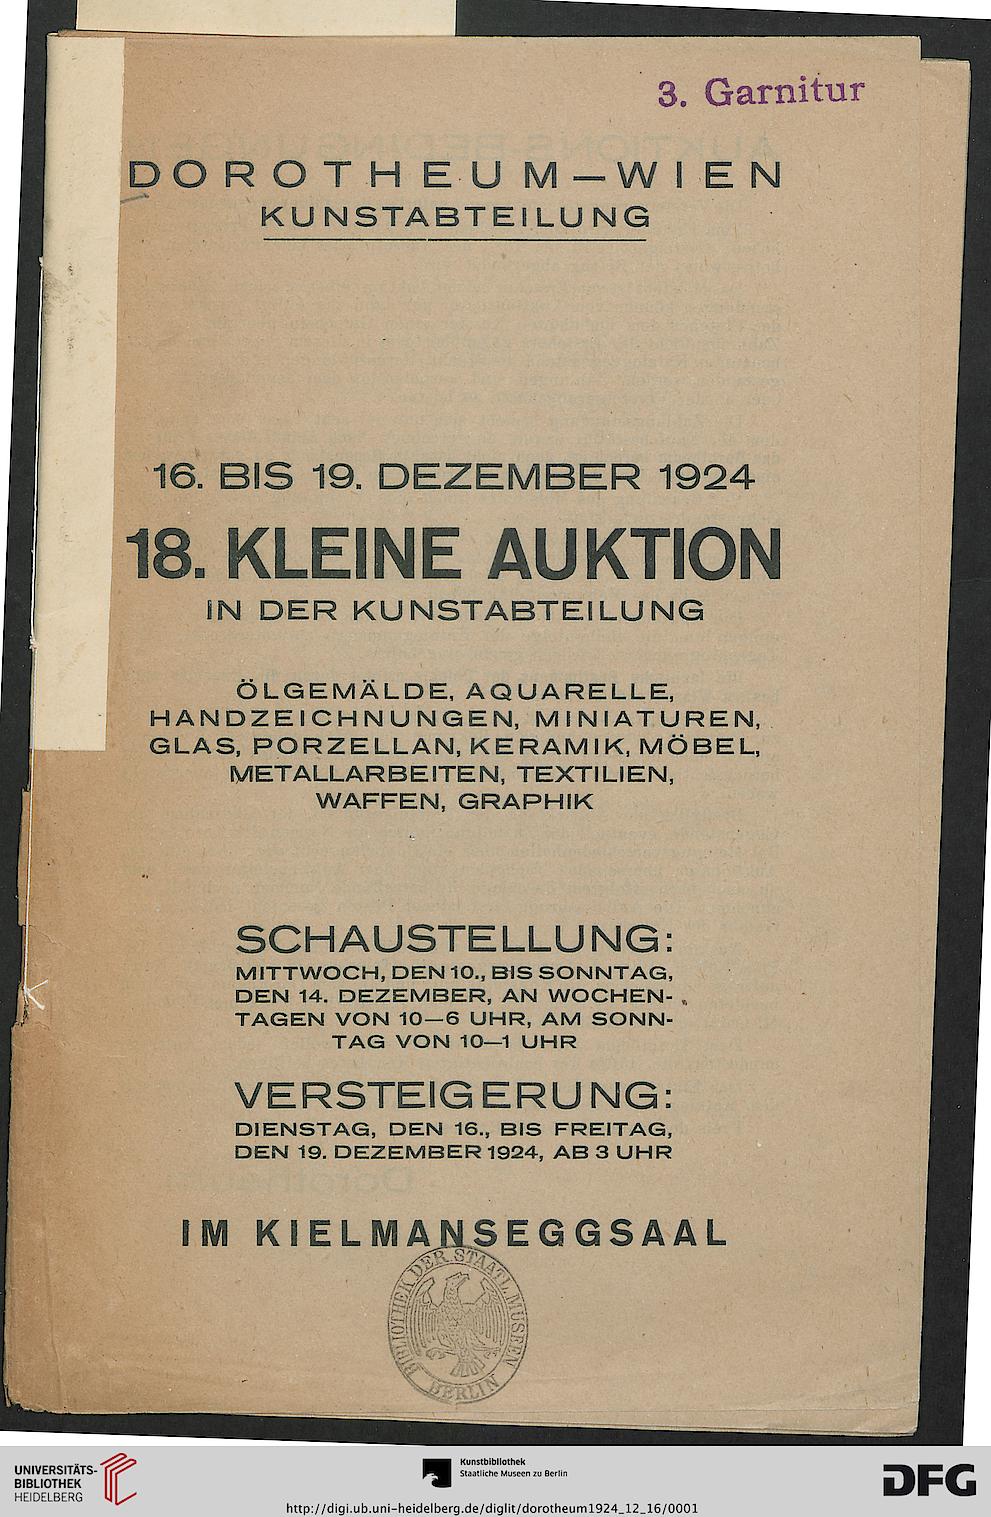 3. Garnitur
DOROTHEUM—WIEN
KUNSTABTEILUNG
16. BIS 19. DEZEMBER 1924
18. KLEINE AUKTION
IN DER KUNSTABTEILUNG
ÖLGEMÄLDE, AQUARELLE,
HANDZEICHNUNGEN, MINIATUREN,
GLAS, PORZELLAN, KERAMIK, MÖBEL,
METALLARBEITEN, TEXTILIEN,
WAFFEN, GRAPHIK
SCHAUSTELLUNG:
MITTWOCH, DEN 10., BIS SONNTAG,
DEN 14. DEZEMBER, AN WOCHEN-
TAGEN VON 10—6 UHR, AM SONN-
TAG VON 10—1 UHR
VERSTEIGERUNG:
DIENSTAG, DEN 16., BIS FREITAG,
DEN 19. DEZEMBER 1924, AB 3 UHR
IM KIELMANSEGGSAAL
BIBLIOTHEK DER STAATL. MUSEEN
BERLIN
UNIVERSITÄTS-
BIBLIOTHEK
HEIDELBERG
Kunstbibliothek
Staatliche Museen zu Berlin
DFG
http://digi.ub.uni-heidelberg.de/diglit/dorotheum1924_12_16/0001